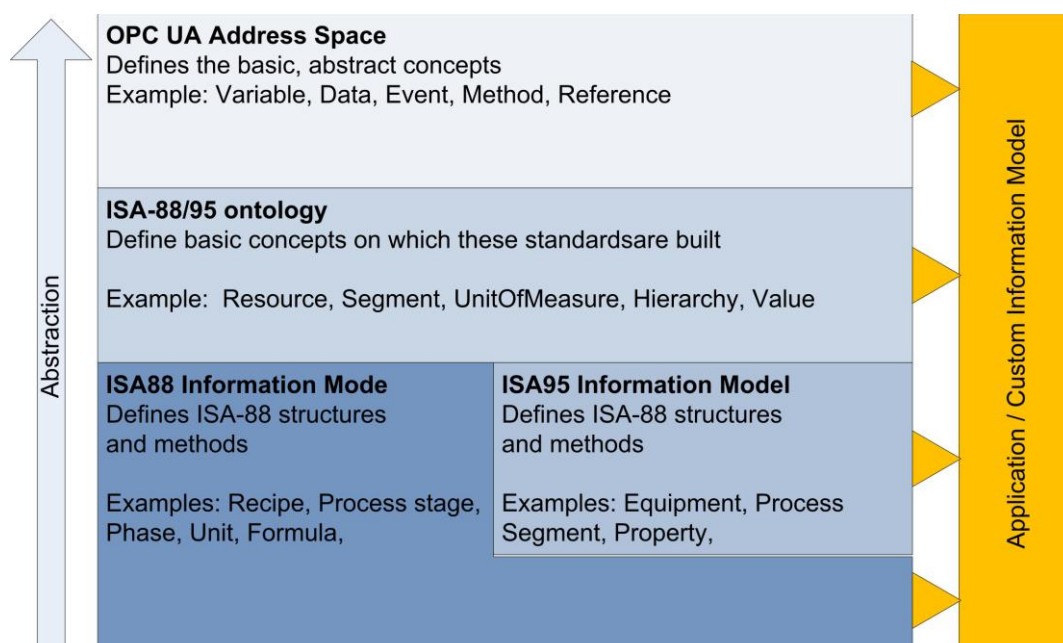 OPC UA Address Space
Defines the basic, abstract concepts
Example: Variable, Data, Event, Method, Reference
ISA-88/95 ontology
Define basic concepts on which these standardsare built
Example:  Resource, Segment, UnitOfMeasure, Hierarchy, Value
ISA88 Information Mode
Defines ISA-88 structures
and methods
Examples: Recipe, Process stage,
Phase, Unit, Formula,
ISA95 Information Model
Defines ISA-88 structures
and methods
Examples: Equipment, Process
Segment, Property,
Abstraction
Application / Custom Information Model